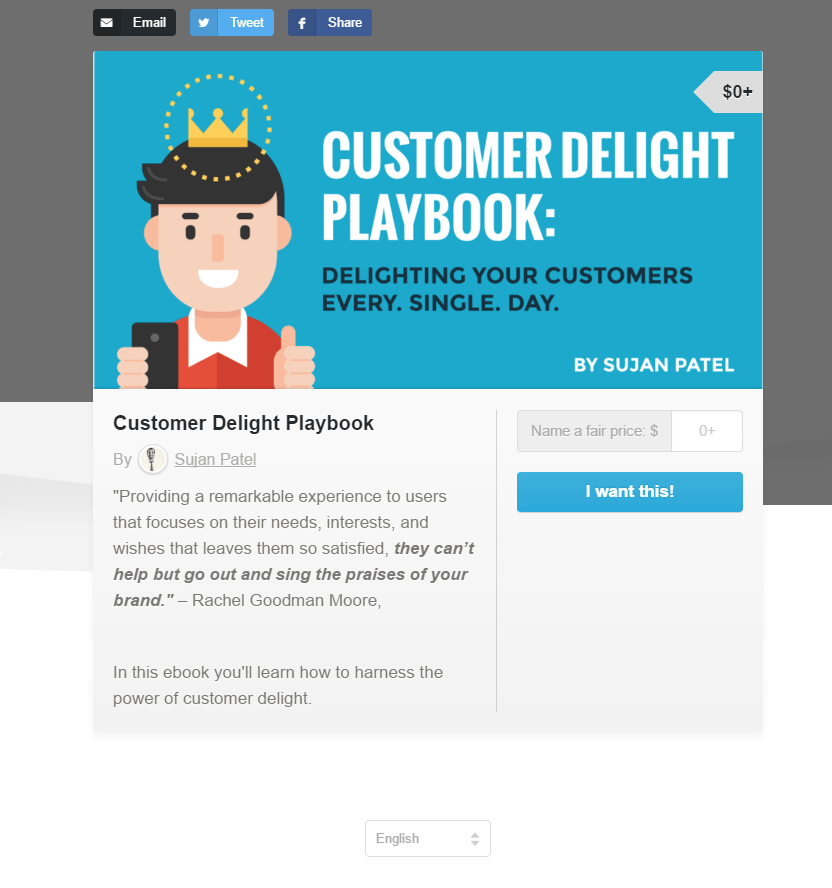 Email Tweet Share
$0+
CUSTOMER DELIGHT
PLAYBOOK:
DELIGHTING YOUR CUSTOMERS
EVERY. SINGLE. DAY.
BY SUJAN PATEL
Customer Delight Playbook
By Sujan Patel
"Providing a remarkable experience to users
that focuses on their needs, interests, and
wishes that leaves them so satisfied, they can’t
help but go out and sing the praises of your
brand." – Rachel Goodman Moore,
In this ebook you'll learn how to harness the
power of customer delight.
Name a fair price: $ 0+
I want this!
English